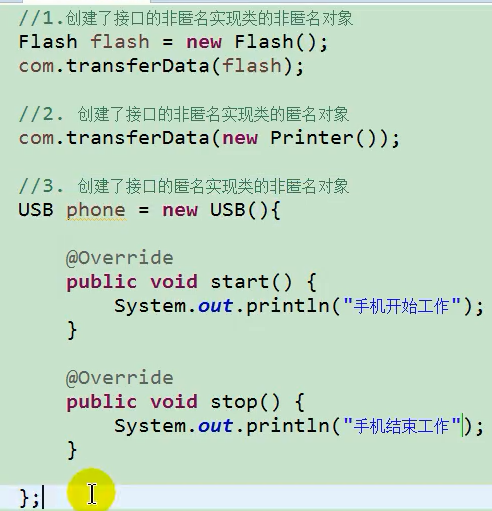 //1.创建了接口的非匿名实现类的非匿名对象
Flash flash = new Flash();
com.transferData(flash);
//2. 创建了接口的非匿名实现类的匿名对象
com.transferData(new Printer());
//3. 创建了接口的匿名实现类的非匿名对象
USB phone = new USB(){
@Override
public void start() {
System.out.println("手机开始工作");
}
@Override
public void stop() {
System.out.println("手机结束工作");
}
};